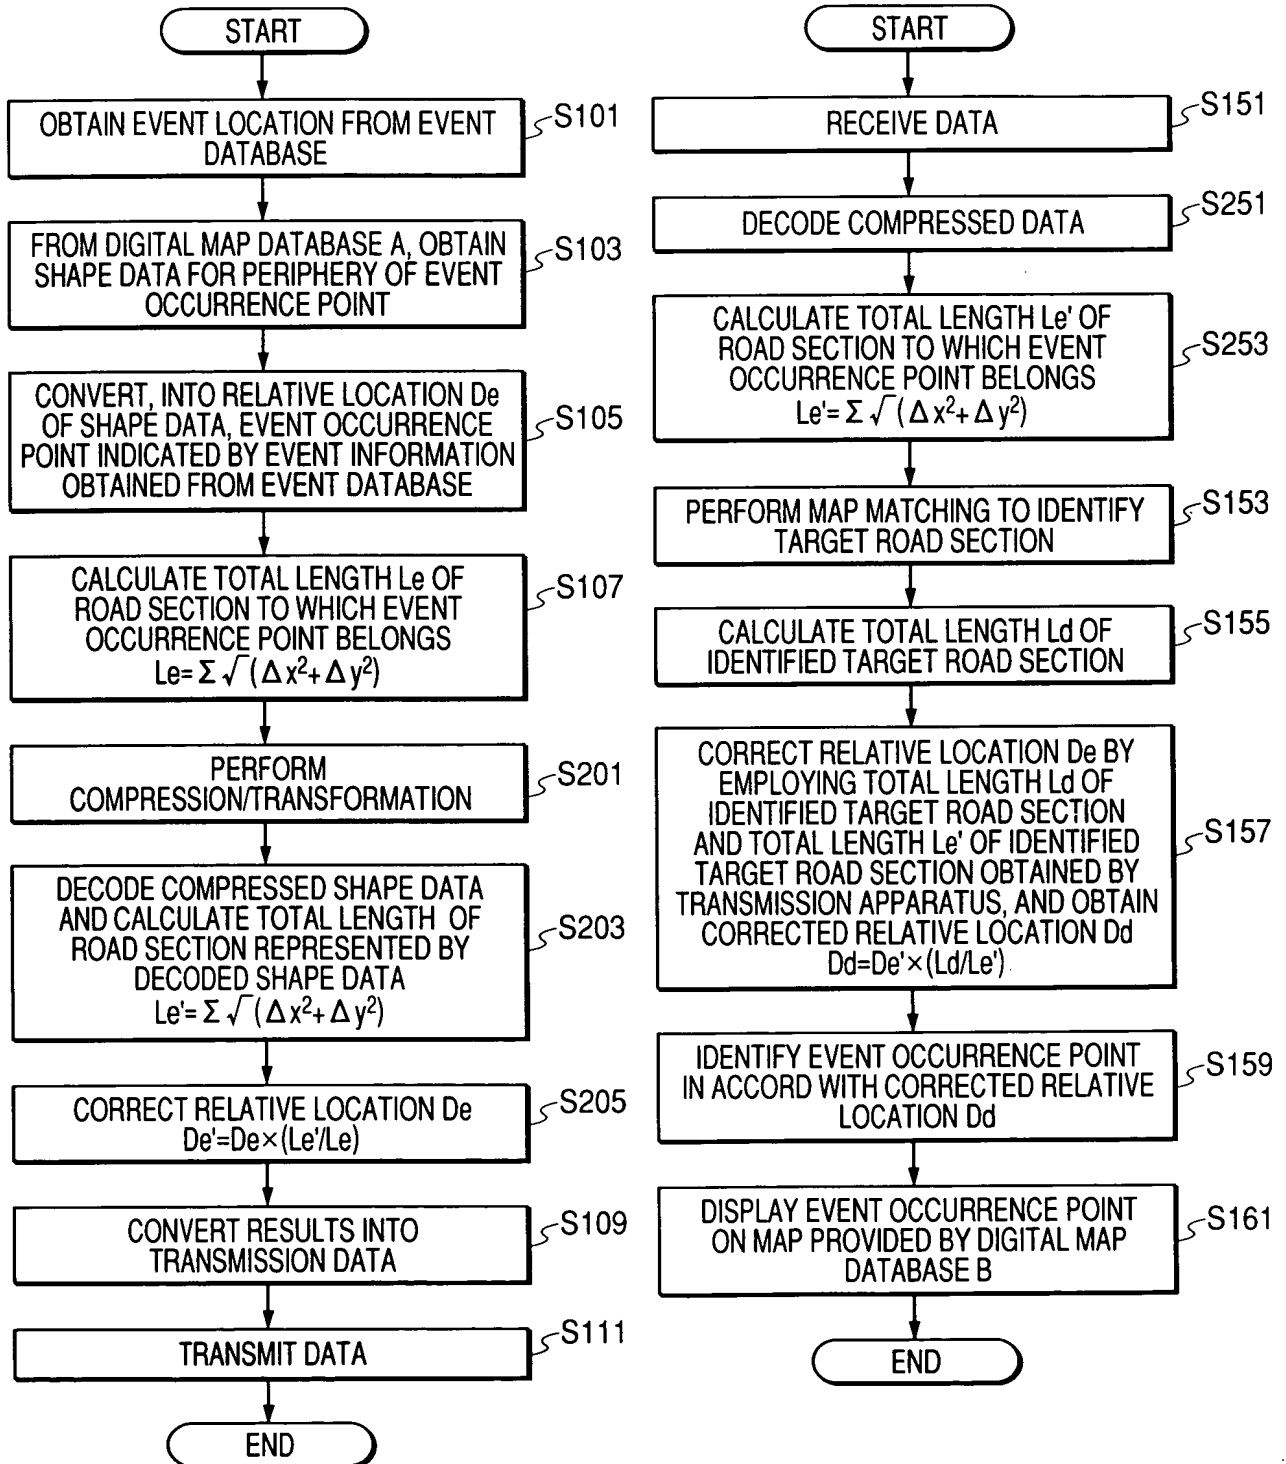 START
OBTAIN EVENT LOCATION FROM EVENT
DATABASE
S101
FROM DIGITAL MAP DATABASE A, OBTAIN
SHAPE DATA FOR PERIPHERY OF EVENT
OCCURRENCE POINT
S103
CONVERT, INTO RELATIVE LOCATION De
OF SHAPE DATA, EVENT OCCURRENCE
POINT INDICATED BY EVENT INFORMATION
OBTAINED FROM EVENT DATABASE
S105
CALCULATE TOTAL LENGTH Le OF
ROAD SECTION TO WHICH EVENT
OCCURRENCE POINT BELONGS
Le=Σ√(Δx²+Δy²)
S107
PERFORM
COMPRESSION/TRANSFORMATION
S201
DECODE COMPRESSED SHAPE DATA
AND CALCULATE TOTAL LENGTH OF
ROAD SECTION REPRESENTED BY
DECODED SHAPE DATA
Le'=Σ√(Δx²+Δy²)
S203
CORRECT RELATIVE LOCATION De
De'=De×(Le'/Le)
S205
CONVERT RESULTS INTO
TRANSMISSION DATA
S109
TRANSMIT DATA
S111
END
START
RECEIVE DATA
S151
DECODE COMPRESSED DATA
S251
CALCULATE TOTAL LENGTH Le' OF
ROAD SECTION TO WHICH EVENT
OCCURRENCE POINT BELONGS
Le'=Σ√(Δx²+Δy²)
S253
PERFORM MAP MATCHING TO IDENTIFY
TARGET ROAD SECTION
S153
CALCULATE TOTAL LENGTH Ld OF
IDENTIFIED TARGET ROAD SECTION
S155
CORRECT RELATIVE LOCATION De BY
EMPLOYING TOTAL LENGTH Ld OF
IDENTIFIED TARGET ROAD SECTION
AND TOTAL LENGTH Le' OF IDENTIFIED
TARGET ROAD SECTION OBTAINED BY
TRANSMISSION APPARATUS, AND OBTAIN
CORRECTED RELATIVE LOCATION Dd
Dd=De'×(Ld/Le')
S157
IDENTIFY EVENT OCCURRENCE POINT
IN ACCORD WITH CORRECTED RELATIVE
LOCATION Dd
S159
DISPLAY EVENT OCCURRENCE POINT
ON MAP PROVIDED BY DIGITAL MAP
DATABASE B
S161
END